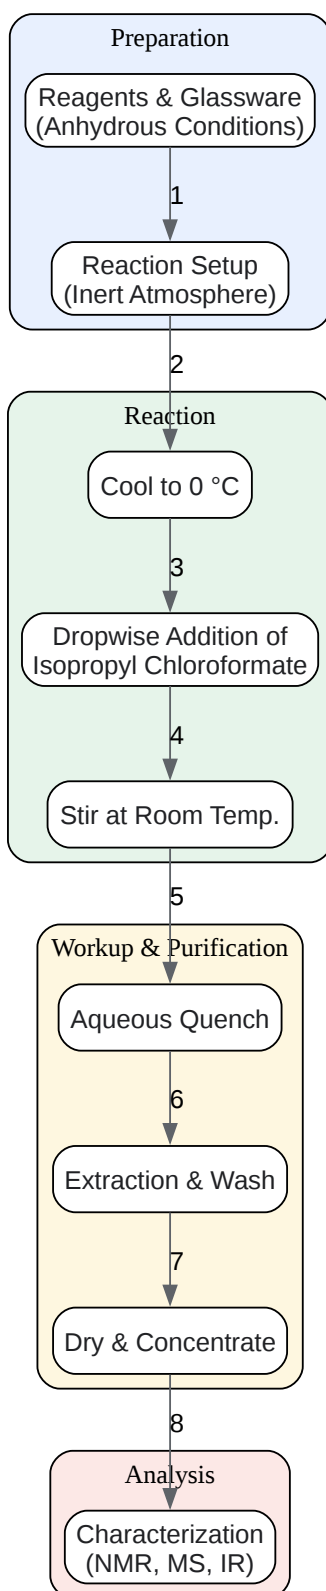 Preparation
Reagents & Glassware
(Anhydrous Conditions)
1
Reaction Setup
(Inert Atmosphere)
2
Reaction
Cool to 0 °C
3
Dropwise Addition of
Isopropyl Chloroformate
4
Stir at Room Temp.
5
Workup & Purification
Aqueous Quench
6
Extraction & Wash
7
Dry & Concentrate
8
Analysis
Characterization
(NMR, MS, IR)